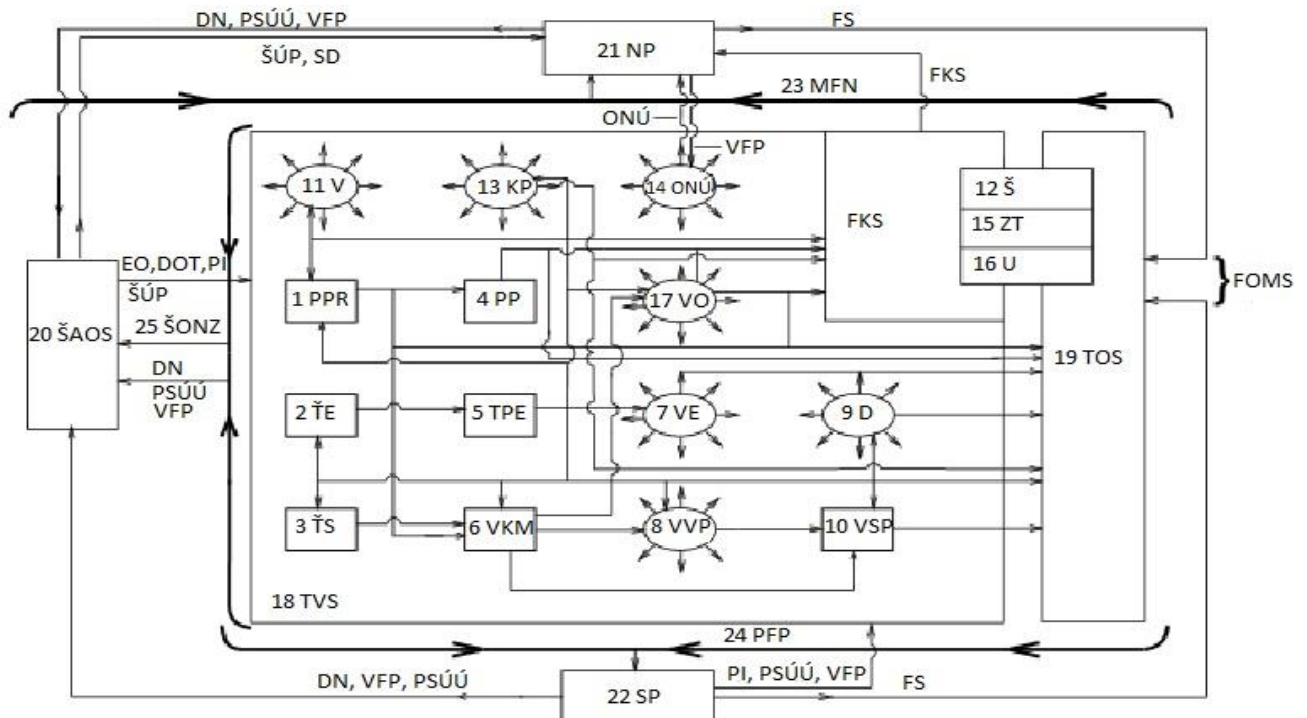 DN, PSÚÚ, VFP
FS
21 NP
ŠÚP, SD
FKS
23 MFN
ONÚ
VFP
11 V
13 KP
14 ONÚ
12 Š
15 ZT
16 U
FKS
EO,DOT,PI
ŠÚP
FOMS
1 PPR
4 PP
17 VO
20 ŠAOS
25 ŠONZ
19 TOS
DN
PSÚÚ
VFP
2 ŤE
5 TPE
7 VE
9 D
3 ŤS
6 VKM
8 VVP
10 VSP
18 TVS
24 PFP
DN, VFP, PSÚÚ
PI, PSÚÚ, VFP
FS
22 SP